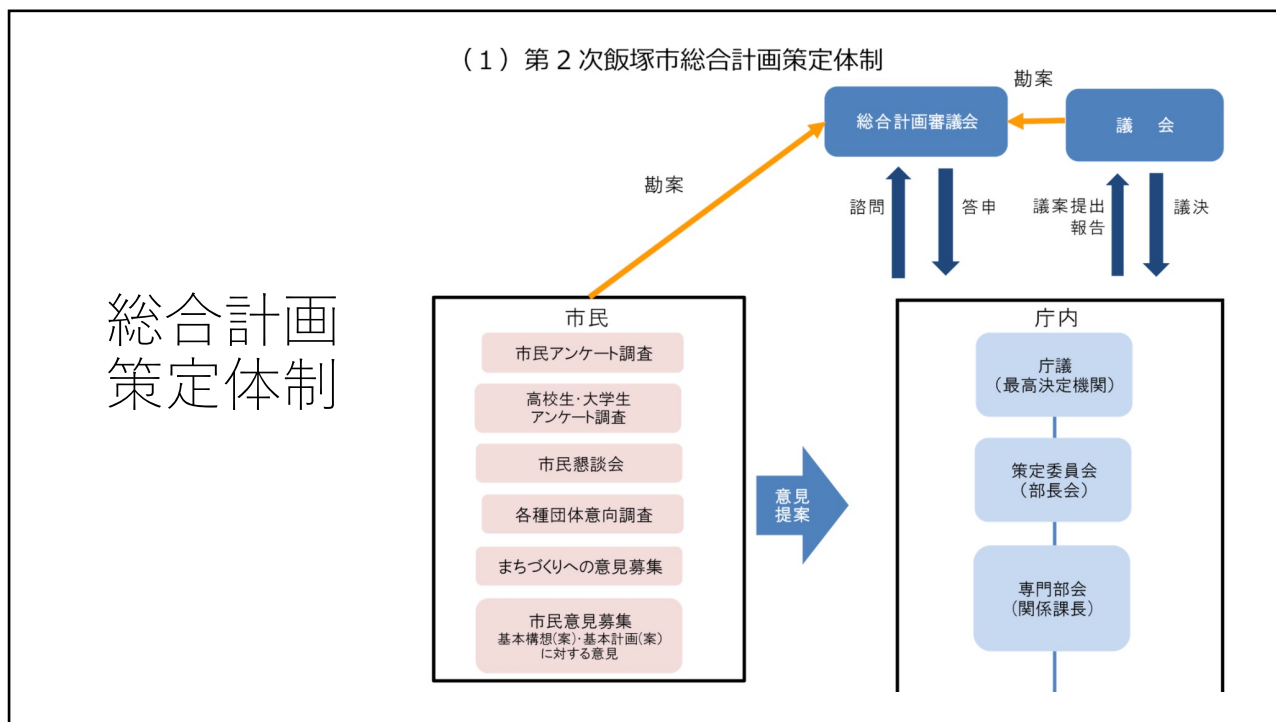 (1)第2次飯塚市総合計画策定体制
総合計画
策定体制
勘案
総合計画審議会
議 会
勘案
諮問
答申
議案提出
報告
議決
市民
市民アンケート調査
高校生・大学生
アンケート調査
市民懇談会
各種団体意向調査
まちづくりへの意見募集
市民意見募集
基本構想(案)・基本計画(案)
に対する意見
意見
提案
庁内
庁議
(最高決定機関)
策定委員会
(部長会)
専門部会
(関係課長)